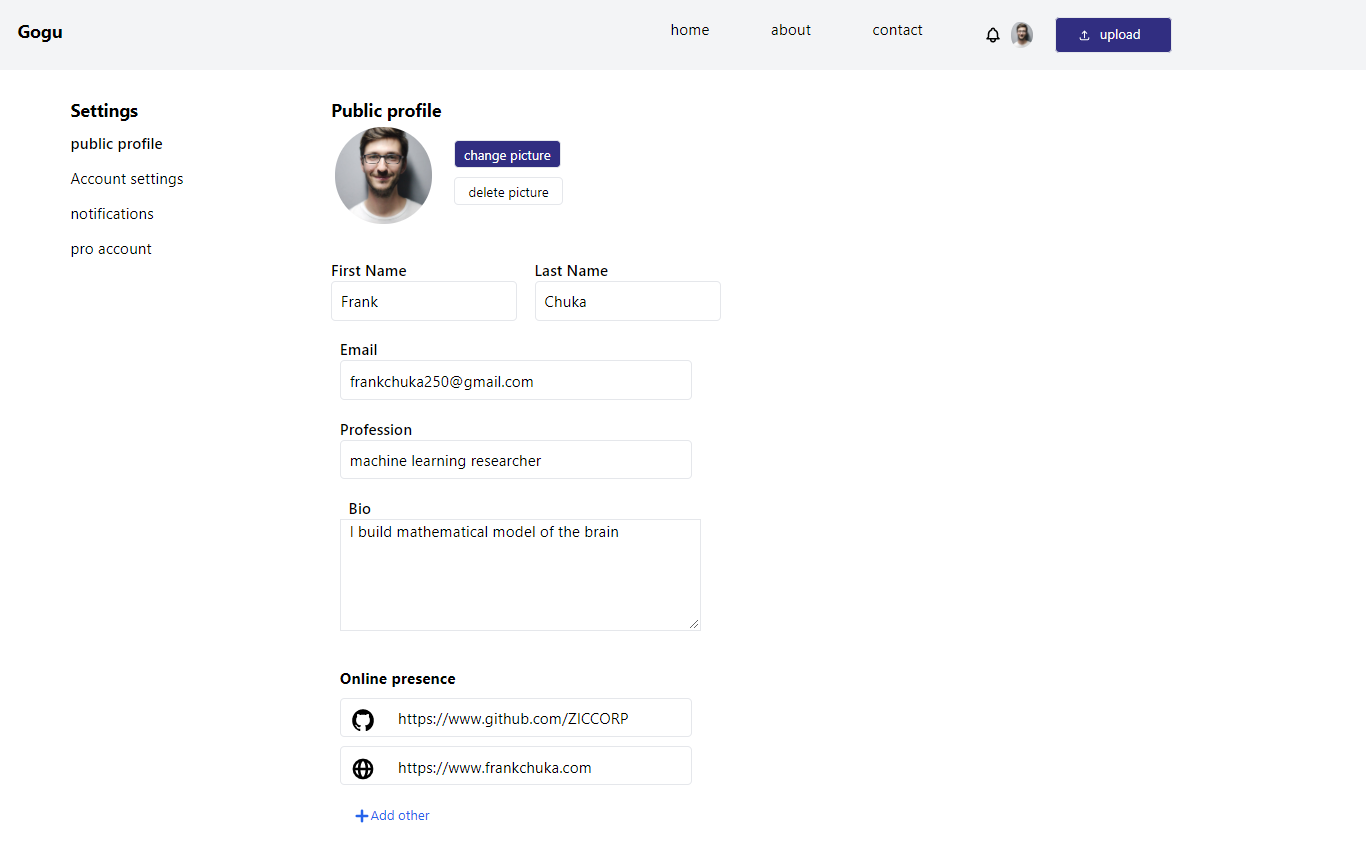 Gogu
home about contact upload
Settings
public profile
Account settings
notifications
pro account
Public profile
change picture
delete picture
First Name Last Name
Frank Chuka
Email
frankchuka250@gmail.com
Profession
machine learning researcher
Bio
I build mathematical model of the brain
Online presence
https://www.github.com/ZICCORP
https://www.frankchuka.com
Add other